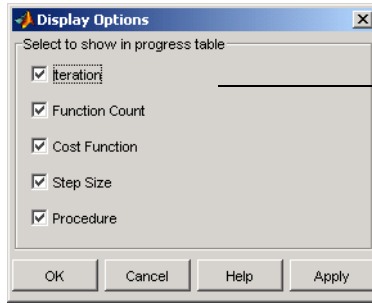 Display Options
Select to show in progress table
Iteration
Function Count
Cost Function
Step Size
Procedure
OK Cancel Help Apply